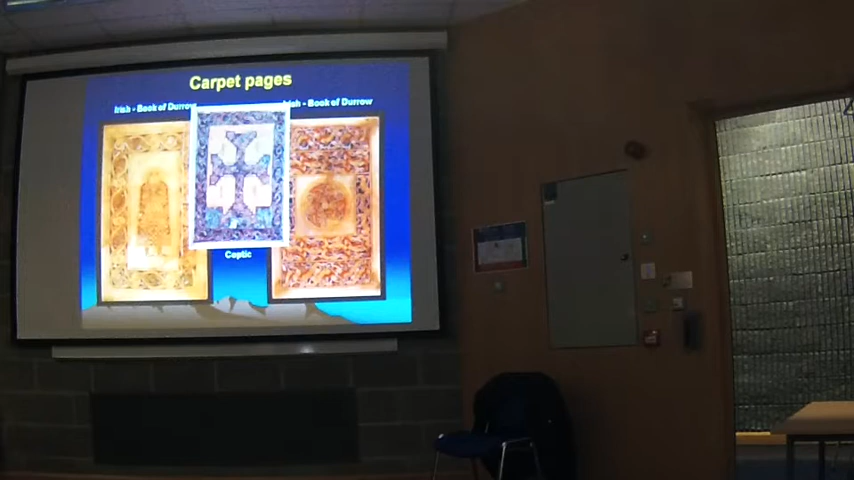 Carpet pages
Irish - Book of Durrow
Irish - Book of Durrow
Coptic